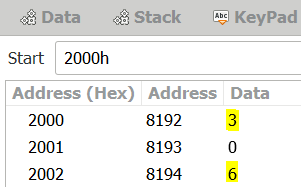 Data Stack Abc KeyPad
Start 2000h
Address (Hex) Address Data
2000 8192 3
2001 8193 0
2002 8194 6